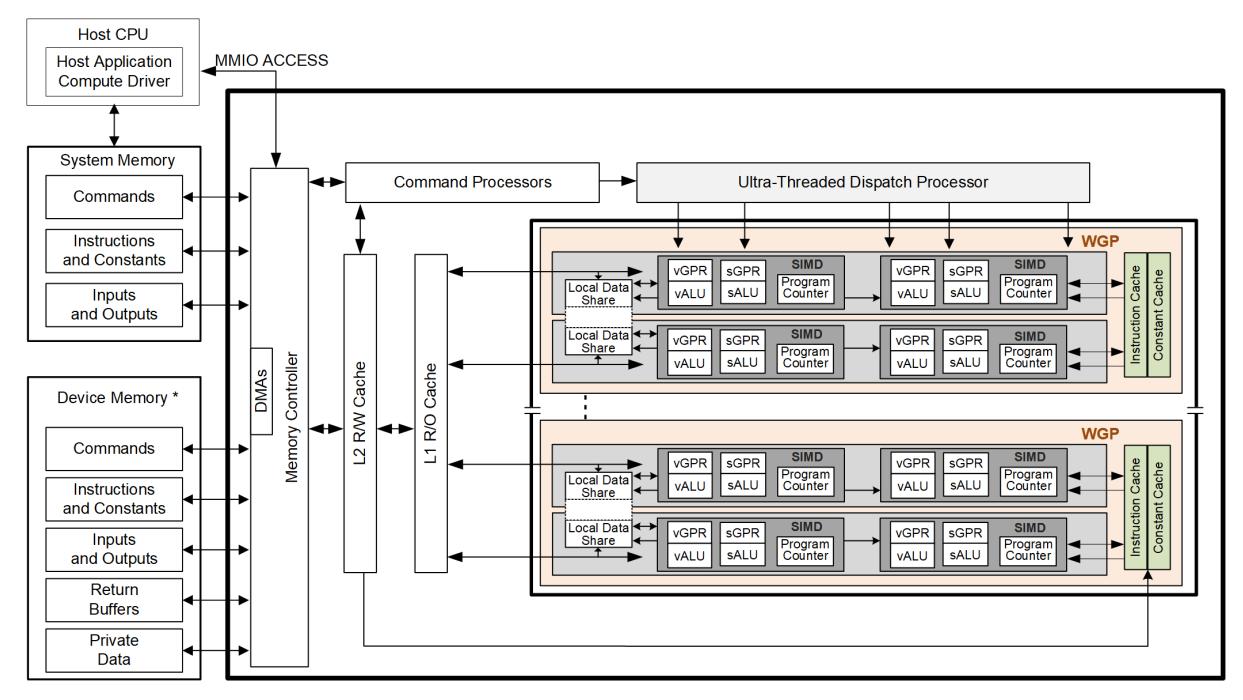 Host CPU
Host Application
Compute Driver
MMIO ACCESS
System Memory
Commands
Instructions
and Constants
Inputs
and Outputs
Device Memory *
Commands
Instructions
and Constants
Inputs
and Outputs
Return
Buffers
Private
Data
DMAs
Memory Controller
Command Processors
Ultra-Threaded Dispatch Processor
L2 R/W Cache
L1 R/O Cache
WGP
Local Data
Share
vGPR
vALU
sGPR
sALU
SIMD
Program
Counter
vGPR
vALU
sGPR
sALU
SIMD
Program
Counter
Local Data
Share
vGPR
vALU
sGPR
sALU
SIMD
Program
Counter
vGPR
vALU
sGPR
sALU
SIMD
Program
Counter
Instruction Cache
Constant Cache
WGP
Local Data
Share
vGPR
vALU
sGPR
sALU
SIMD
Program
Counter
vGPR
vALU
sGPR
sALU
SIMD
Program
Counter
Local Data
Share
vGPR
vALU
sGPR
sALU
SIMD
Program
Counter
vGPR
vALU
sGPR
sALU
SIMD
Program
Counter
Instruction Cache
Constant Cache